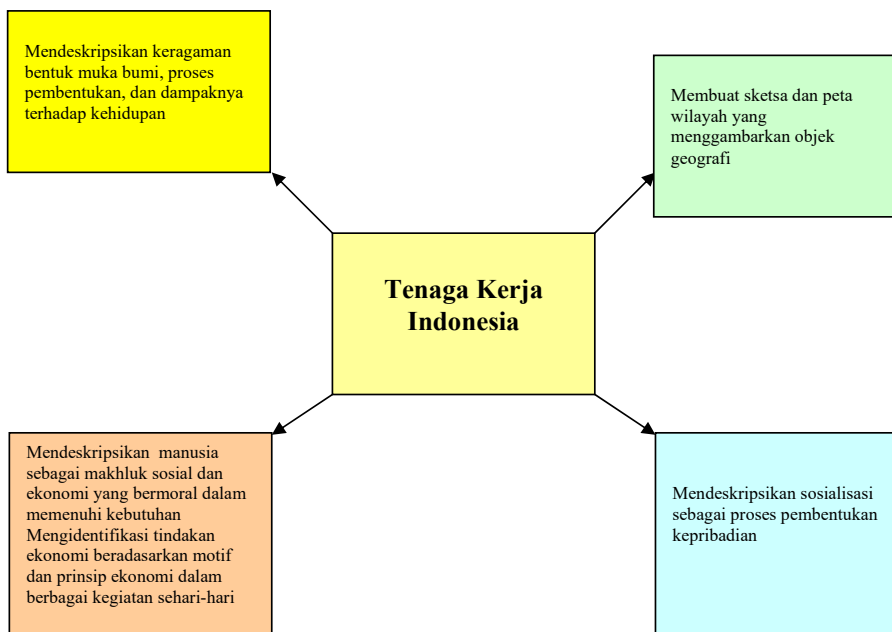 Mendeskripsikan keragaman
bentuk muka bumi, proses
pembentukan, dan dampaknya
terhadap kehidupan
Membuat sketsa dan peta
wilayah yang
menggambarkan objek
geografi
Tenaga Kerja
Indonesia
Mendeskripsikan manusia
sebagai makhluk sosial dan
ekonomi yang bermoral dalam
memenuhi kebutuhan
Mengidentifikasi tindakan
ekonomi beradasarkan motif
dan prinsip ekonomi dalam
berbagai kegiatan sehari-hari
Mendeskripsikan sosialisasi
sebagai proses pembentukan
kepribadian